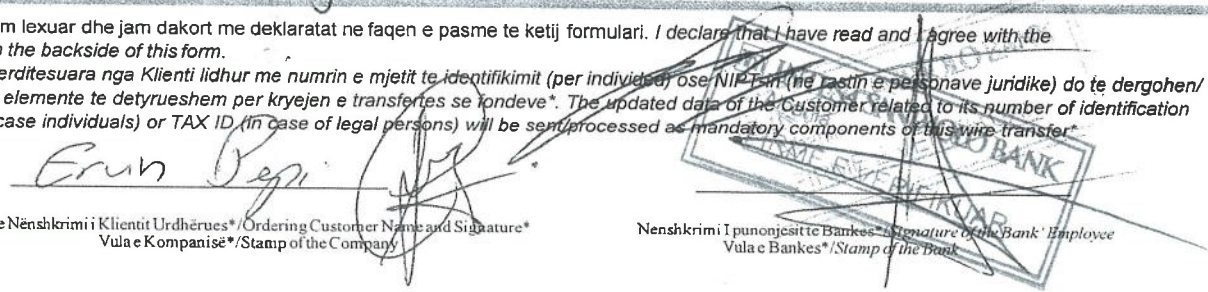 m lexuar dhe jam dakort me deklaratat ne faqen e pasme te ketij formulari. I declare that I have read and I agree with the
the backside of this form.
erditesuara nga Klienti lidhur me numrin e mjetit te identifikimit (per individed) ose NIPT-in (ne rastin e personave juridike) do te dergohen/
elemente te detyrueshem per kryejen e transfertes se fondeve*. The updated data of the Customer related to its number of identification
case individuals) or TAX ID (in case of legal persons) will be sent/processed as mandatory components of this wire transfer*
BANK
FIRME E VERIFIKUAR
Erun Pepi
*
e Nënshkrimi i Klientit Urdhërues*/Ordering Customer Name and Signature*
Vula e Kompanisë*/Stamp of the Company
Nenshkrimi I punonjesit te Bankes*/Signature of the Bank' Employee
Vula e Bankes*/Stamp of the Bank